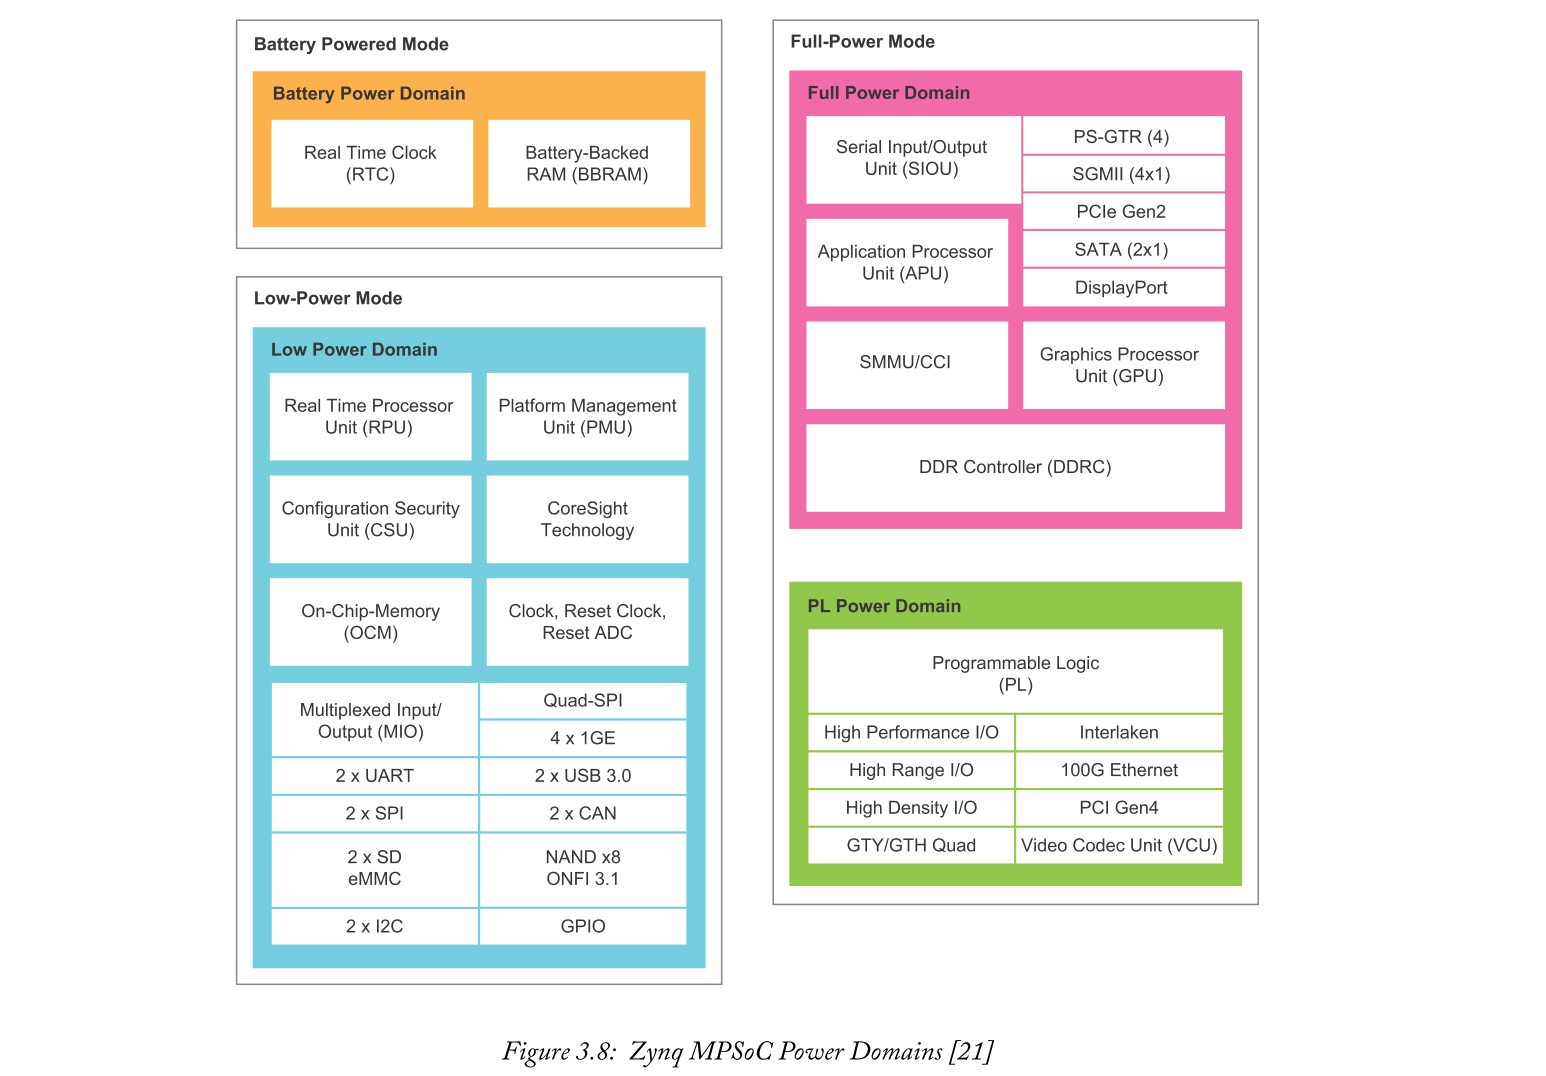 Battery Powered Mode
Battery Power Domain
Real Time Clock
(RTC)
Battery-Backed
RAM (BBRAM)
Low-Power Mode
Low Power Domain
Real Time Processor
Unit (RPU)
Platform Management
Unit (PMU)
Configuration Security
Unit (CSU)
CoreSight
Technology
On-Chip-Memory
(OCM)
Clock, Reset Clock,
Reset ADC
Multiplexed Input/
Output (MIO)
Quad-SPI
4 x 1GE
2 x UART
2 x USB 3.0
2 x SPI
2 x CAN
2 x SD
eMMC
NAND x8
ONFI 3.1
2 x I2C
GPIO
Full-Power Mode
Full Power Domain
Serial Input/Output
Unit (SIOU)
PS-GTR (4)
SGMII (4x1)
PCIe Gen2
SATA (2x1)
DisplayPort
Application Processor
Unit (APU)
SMMU/CCI
Graphics Processor
Unit (GPU)
DDR Controller (DDRC)
PL Power Domain
Programmable Logic
(PL)
High Performance I/O
Interlaken
High Range I/O
100G Ethernet
High Density I/O
PCI Gen4
GTY/GTH Quad
Video Codec Unit (VCU)
Figure 3.8: Zynq MPSoC Power Domains [21]